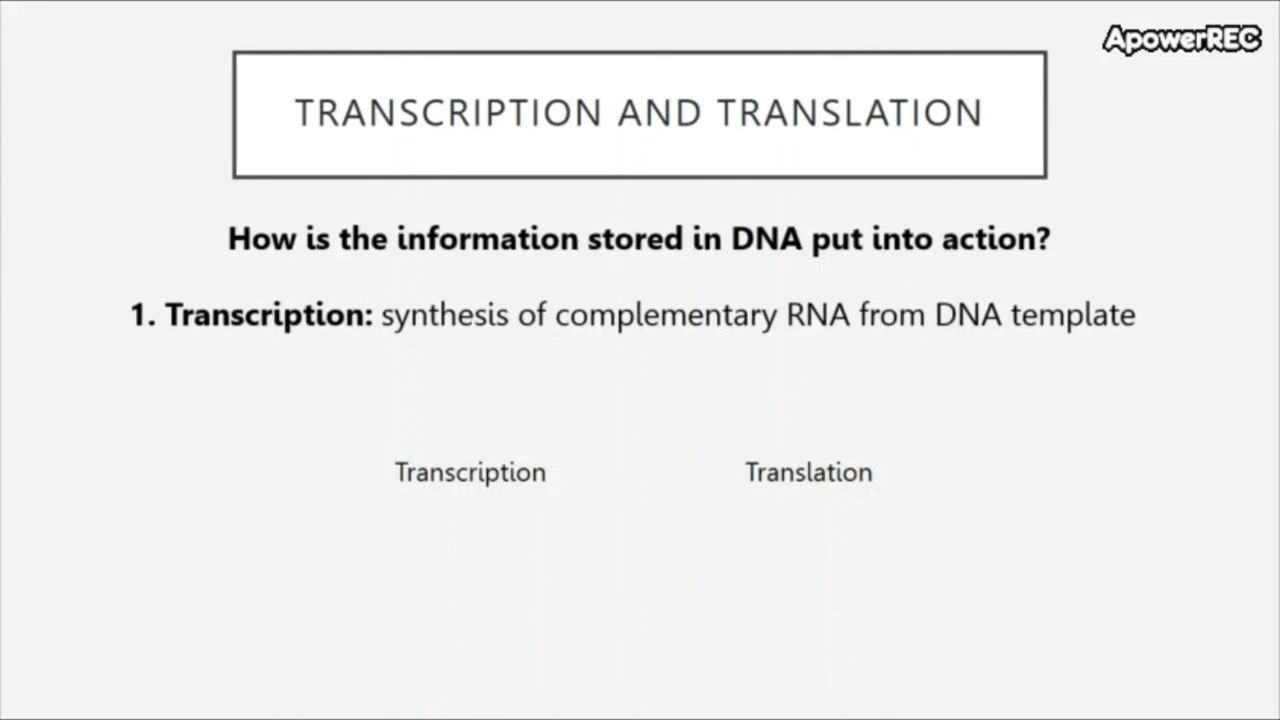 ApowerREC
TRANSCRIPTION AND TRANSLATION
How is the information stored in DNA put into action?
1. Transcription: synthesis of complementary RNA from DNA template
Transcription Translation